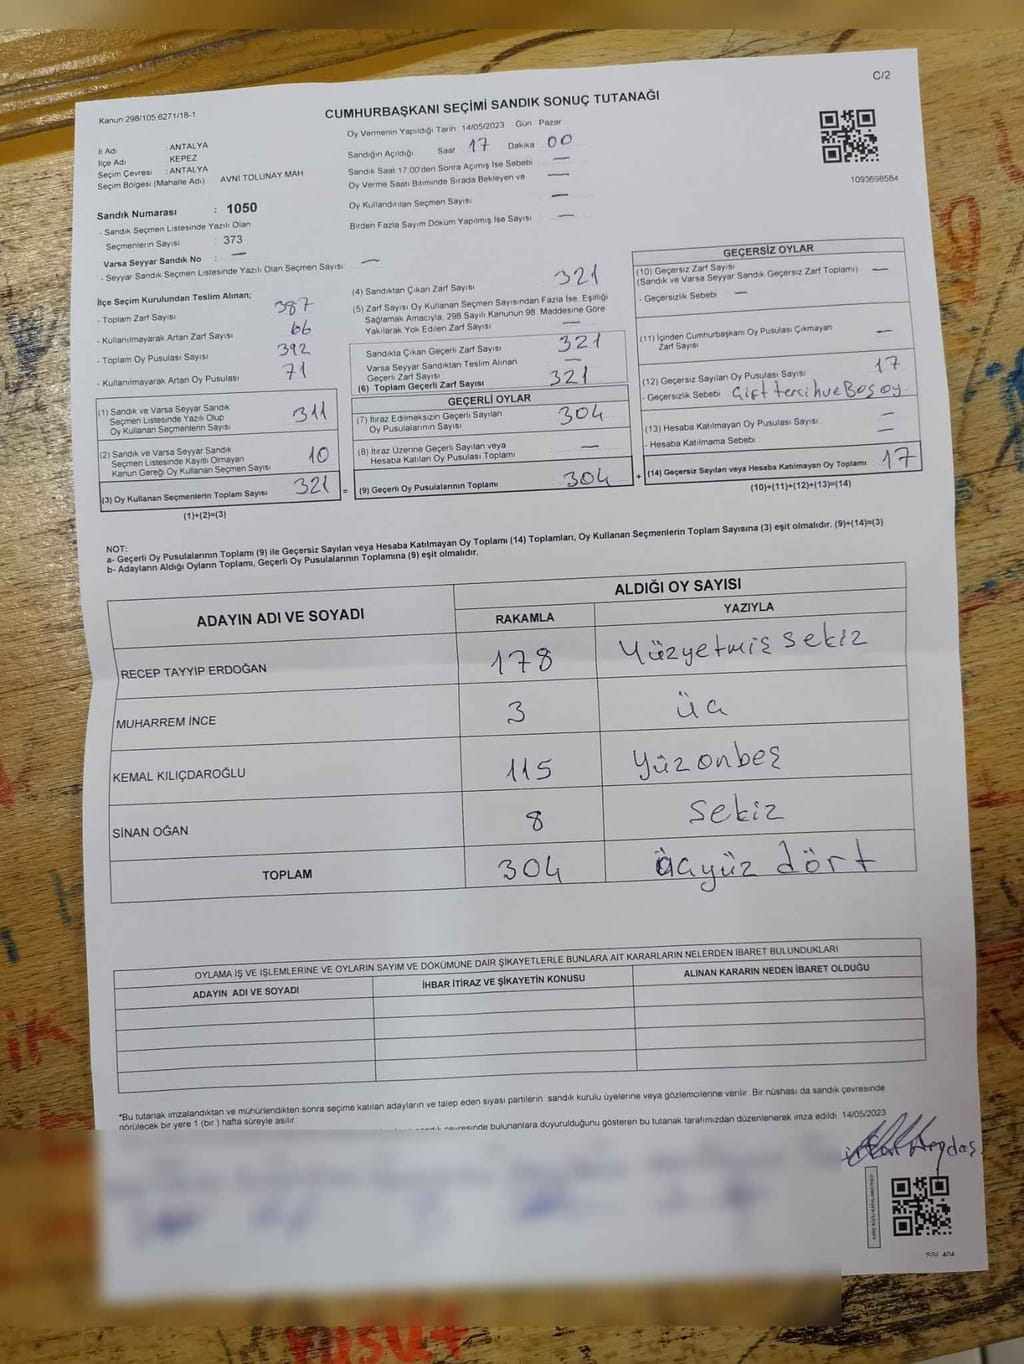 C/2
Kanun 298/105,6271/18-1
CUMHURBAŞKANI SEÇİMİ SANDIK SONUÇ TUTANAĞI
Oy Vermenin Yapıldığı Tarih 14/05/2023 Gün Pazar
İl Adı : ANTALYA
İlçe Adı : KEPEZ
Seçim Çevresi : ANTALYA
Seçim Bölgesi (Mahalle Adı) AVNİ TOLUNAY MAH
Sandığın Açıldığı Saat 17 Dakika 00
Sandık Saat 17.00'den Sonra Açılmış İse Sebebi —
Oy Verme Saati Bitiminde Sırada Bekleyen ve —
Oy Kullandırılan Seçmen Sayısı —
Birden Fazla Sayım Döküm Yapılmış İse Sayısı —
1093698584
Sandık Numarası : 1050
- Sandık Seçmen Listesinde Yazılı Olan
Seçmenlerin Sayısı : 373
Varsa Seyyar Sandık No : —
- Seyyar Sandık Seçmen Listesinde Yazılı Olan Seçmen Sayısı: —
İlçe Seçim Kurulundan Teslim Alınan;
- Toplam Zarf Sayısı 387
- Kullanılmayarak Artan Zarf Sayısı 66
- Toplam Oy Pusulası Sayısı 392
- Kullanılmayarak Artan Oy Pusulası 71
(1) Sandık ve Varsa Seyyar Sandık
Seçmen Listesinde Yazılı Olup
Oy Kullanan Seçmenlerin Sayısı 311
(2) Sandık ve Varsa Seyyar Sandık
Seçmen Listesinde Kayıtlı Olmayan
Kanun Gereği Oy Kullanan Seçmen Sayısı 10
(3) Oy Kullanan Seçmenlerin Toplam Sayısı 321 =
(1)+(2)=(3)
(4) Sandıktan Çıkan Zarf Sayısı 321
(5) Zarf Sayısı Oy Kullanan Seçmen Sayısından Fazla İse, Eşitliği
Sağlamak Amacıyla, 298 Sayılı Kanunun 98. Maddesine Göre
Yakılarak Yok Edilen Zarf Sayısı —
Sandıkta Çıkan Geçerli Zarf Sayısı 321
Varsa Seyyar Sandıktan Teslim Alınan
Geçerli Zarf Sayısı —
(6) Toplam Geçerli Zarf Sayısı 321
GEÇERLİ OYLAR
(7) İtiraz Edilmeksizin Geçerli Sayılan
Oy Pusulalarının Sayısı 304
(8) İtiraz Üzerine Geçerli Sayılan veya
Hesaba Katılan Oy Pusulası Toplamı —
(9) Geçerli Oy Pusulalarının Toplamı 304 +
GEÇERSİZ OYLAR
(10) Geçersiz Zarf Sayısı
(Sandık ve Varsa Seyyar Sandık Geçersiz Zarf Toplamı) —
- Geçersizlik Sebebi —
(11) İçinden Cumhurbaşkanı Oy Pusulası Çıkmayan
Zarf Sayısı —
(12) Geçersiz Sayılan Oy Pusulası Sayısı 17
- Geçersizlik Sebebi Çift tercih ve Boş oy.
(13) Hesaba Katılmayan Oy Pusulası Sayısı —
- Hesaba Katılmama Sebebi —
(14) Geçersiz Sayılan veya Hesaba Katılmayan Oy Toplamı 17
(10)+(11)+(12)+(13)=(14)
NOT:
a- Geçerli Oy Pusulalarının Toplamı (9) ile Geçersiz Sayılan veya Hesaba Katılmayan Oy Toplamı (14) Toplamları, Oy Kullanan Seçmenlerin Toplam Sayısına (3) eşit olmalıdır. (9)+(14)=(3)
b- Adayların Aldığı Oyların Toplamı, Geçerli Oy Pusulalarının Toplamına (9) eşit olmalıdır.
ADAYIN ADI VE SOYADI ALDIĞI OY SAYISI
RAKAMLA YAZIYLA
RECEP TAYYİP ERDOĞAN 178 Yüzyetmiş sekiz
MUHARREM İNCE 3 üç
KEMAL KILIÇDAROĞLU 115 yüzonbeş
SİNAN OĞAN 8 sekiz
TOPLAM 304 üçyüz dört
OYLAMA İŞ VE İŞLEMLERİNE VE OYLARIN SAYIM VE DÖKÜMÜNE DAİR ŞİKAYETLERLE BUNLARA AİT KARARLARIN NELERDEN İBARET BULUNDUKLARI
ADAYIN ADI VE SOYADI İHBAR İTİRAZ VE ŞİKAYETİN KONUSU ALINAN KARARIN NEDEN İBARET OLDUĞU
*Bu tutanak imzalandıktan ve mühürlendikten sonra seçime katılan adayların ve talep eden siyasi partilerin sandık kurulu üyelerine veya gözlemcilerine verilir. Bir nüshası da sandık çevresinde
görülecek bir yere 1 (bir) hafta süreyle asılır.
çevresinde bulunanlara duyurulduğunu gösteren bu tutanak tarafımızdan düzenlenerek imza edildi. 14/05/2023